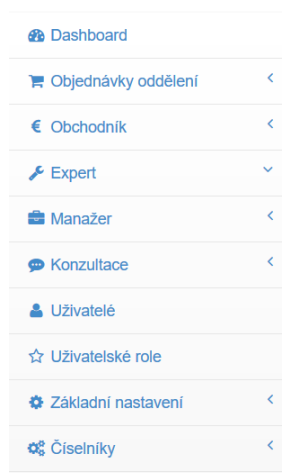 Dashboard
Objednávky oddělení
Obchodník
Expert
Manažer
Konzultace
Uživatelé
Uživatelské role
Základní nastavení
Číselníky